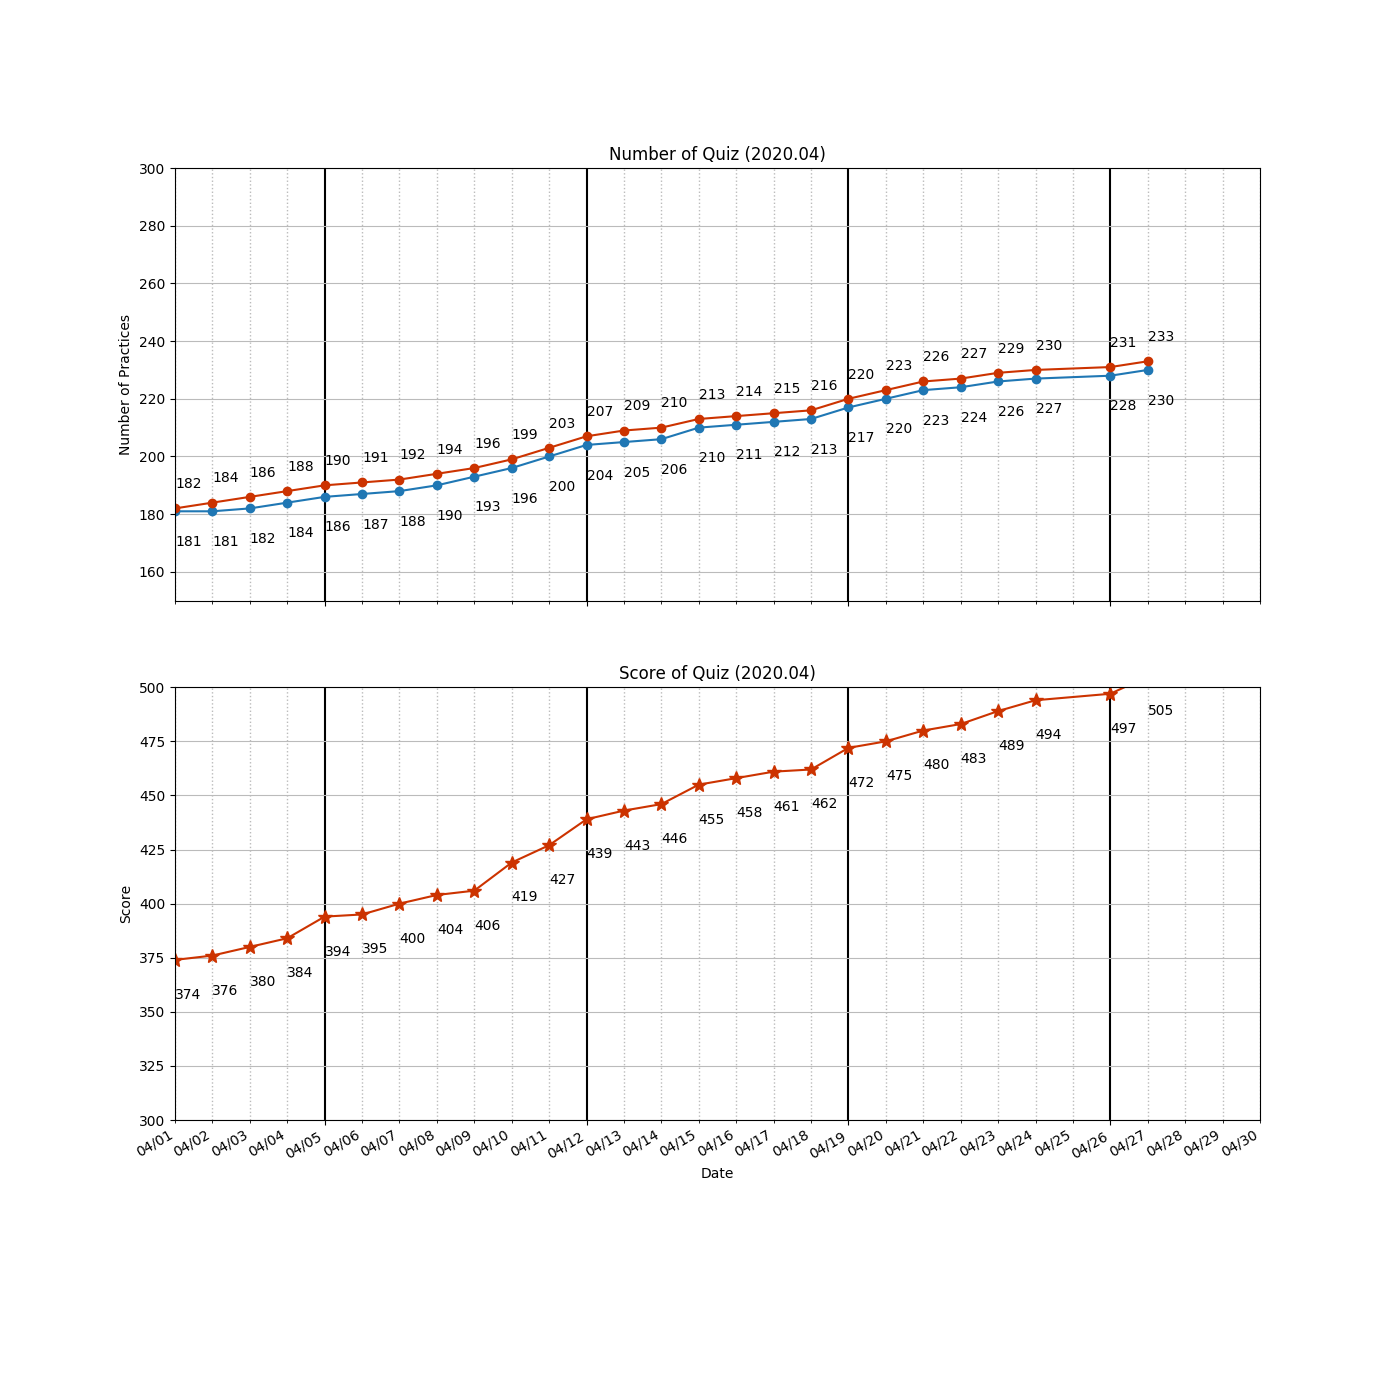 Number of Quiz (2020.04)
Number of Practices
300
280
260
240
220
200
180
160
182 184 186 188 190 191 192 194 196 199 203 207 209 210 213 214 215 216 220 223 226 227 229 230 231 233
181 181 182 184 186 187 188 190 193 196 200 204 205 206 210 211 212 213 217 220 223 224 226 227 228 230
Score of Quiz (2020.04)
Score
500
475
450
425
400
375
350
325
300
374 376 380 384 394 395 400 404 406 419 427 439 443 446 455 458 461 462 472 475 480 483 489 494 497 505
04/01 04/02 04/03 04/04 04/05 04/06 04/07 04/08 04/09 04/10 04/11 04/12 04/13 04/14 04/15 04/16 04/17 04/18 04/19 04/20 04/21 04/22 04/23 04/24 04/25 04/26 04/27 04/28 04/29 04/30
Date